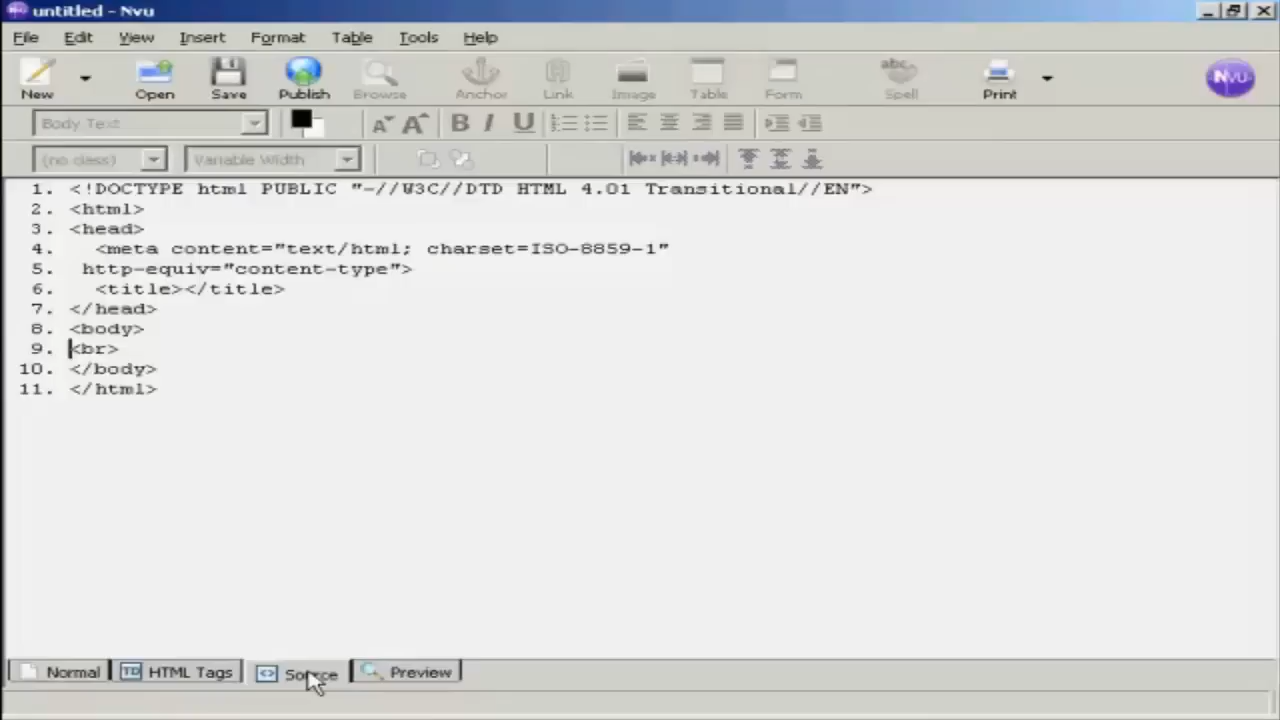 untitled - Nvu
File Edit View Insert Format Table Tools Help
New Open Save Publish Browse Anchor Link Image Table Form Spell Print
NVU
Body Text
(no class) Variable Width
1. <!DOCTYPE html PUBLIC "-//W3C//DTD HTML 4.01 Transitional//EN">
2. <html>
3. <head>
4. <meta content="text/html; charset=ISO-8859-1"
5. http-equiv="content-type">
6. <title></title>
7. </head>
8. <body>
9. <br>
10. </body>
11. </html>
Normal HTML Tags Source Preview